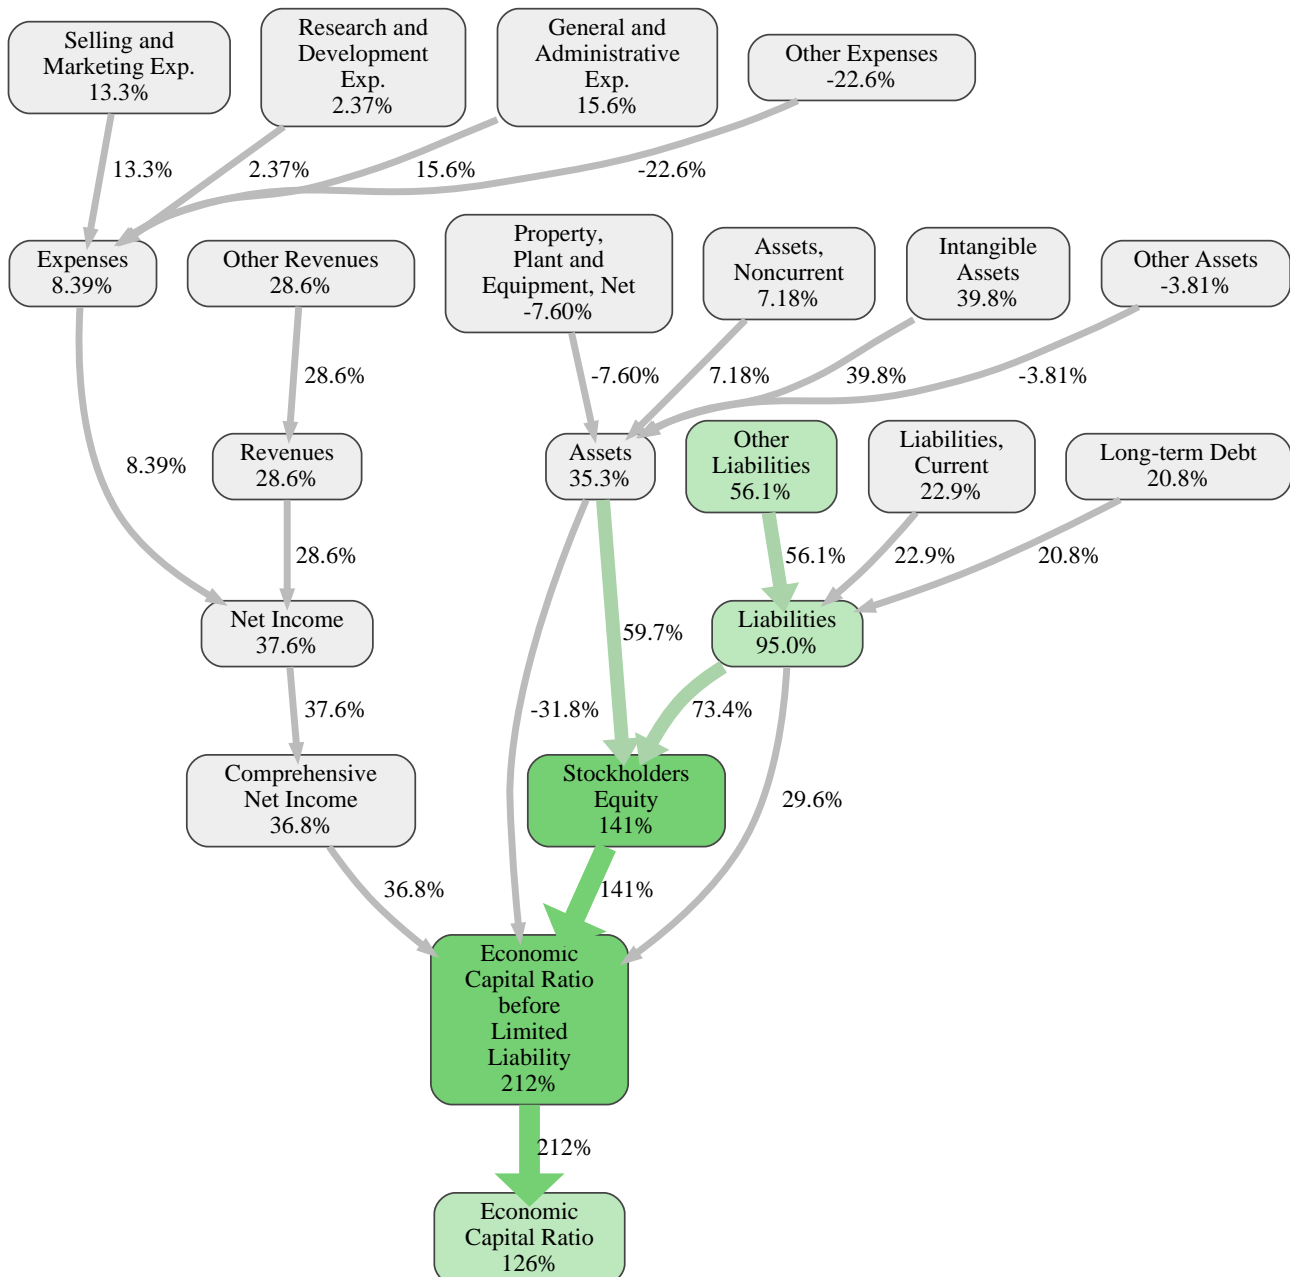 Selling and
Marketing Exp.
13.3%
Research and
Development
Exp.
2.37%
General and
Administrative
Exp.
15.6%
Other Expenses
-22.6%
13.3%
2.37%
15.6%
-22.6%
Expenses
8.39%
Other Revenues
28.6%
Property,
Plant and
Equipment, Net
-7.60%
Assets,
Noncurrent
7.18%
Intangible
Assets
39.8%
Other Assets
-3.81%
28.6%
-7.60%
7.18%
39.8%
-3.81%
8.39%
Revenues
28.6%
Assets
35.3%
Other
Liabilities
56.1%
Liabilities,
Current
22.9%
Long-term Debt
20.8%
28.6%
56.1%
22.9%
20.8%
Net Income
37.6%
59.7%
Liabilities
95.0%
37.6%
-31.8%
73.4%
Comprehensive
Net Income
36.8%
Stockholders
Equity
141%
29.6%
36.8%
141%
Economic
Capital Ratio
before
Limited
Liability
212%
212%
Economic
Capital Ratio
126%